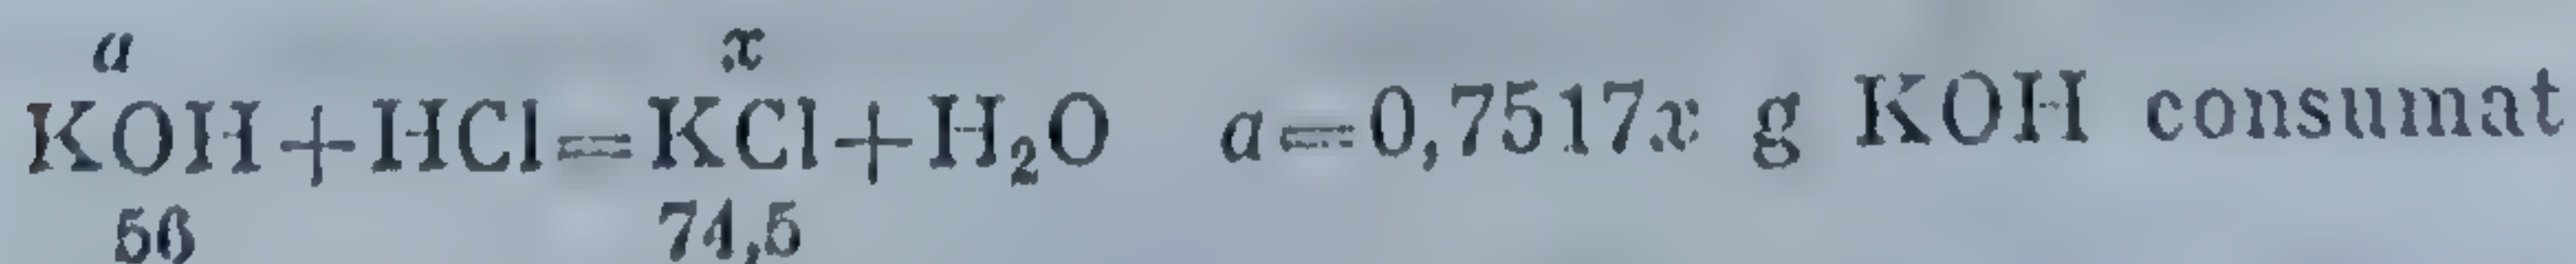 a x
KOH+HCl=KCl+H₂O a=0,7517x g KOH consumat
56 74,5